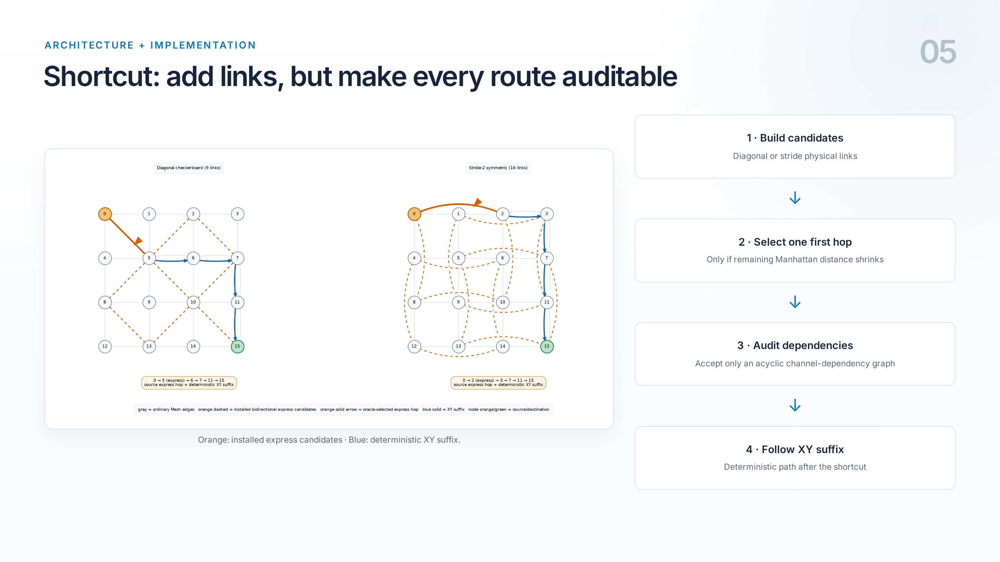 ARCHITECTURE + IMPLEMENTATION
05
Shortcut: add links, but make every route auditable
Diagonal checkerboard (9 links)
0
1
2
3
4
5
6
7
8
9
10
11
12
13
14
15
0 → 5 (express) → 6 → 7 → 11 → 15
source express hop + deterministic XY suffix
Stride-2 symmetric (16 links)
0
1
2
3
4
5
6
7
8
9
10
11
12
13
14
15
0 → 2 (express) → 3 → 7 → 11 → 15
source express hop + deterministic XY suffix
gray = ordinary Mesh edges orange dashed = installed bidirectional express candidates orange solid arrow = oracle-selected express hop blue solid = XY suffix node orange/green = source/destination
Orange: installed express candidates · Blue: deterministic XY suffix.
1 · Build candidates
Diagonal or stride physical links
↓
2 · Select one first hop
Only if remaining Manhattan distance shrinks
↓
3 · Audit dependencies
Accept only an acyclic channel-dependency graph
↓
4 · Follow XY suffix
Deterministic path after the shortcut